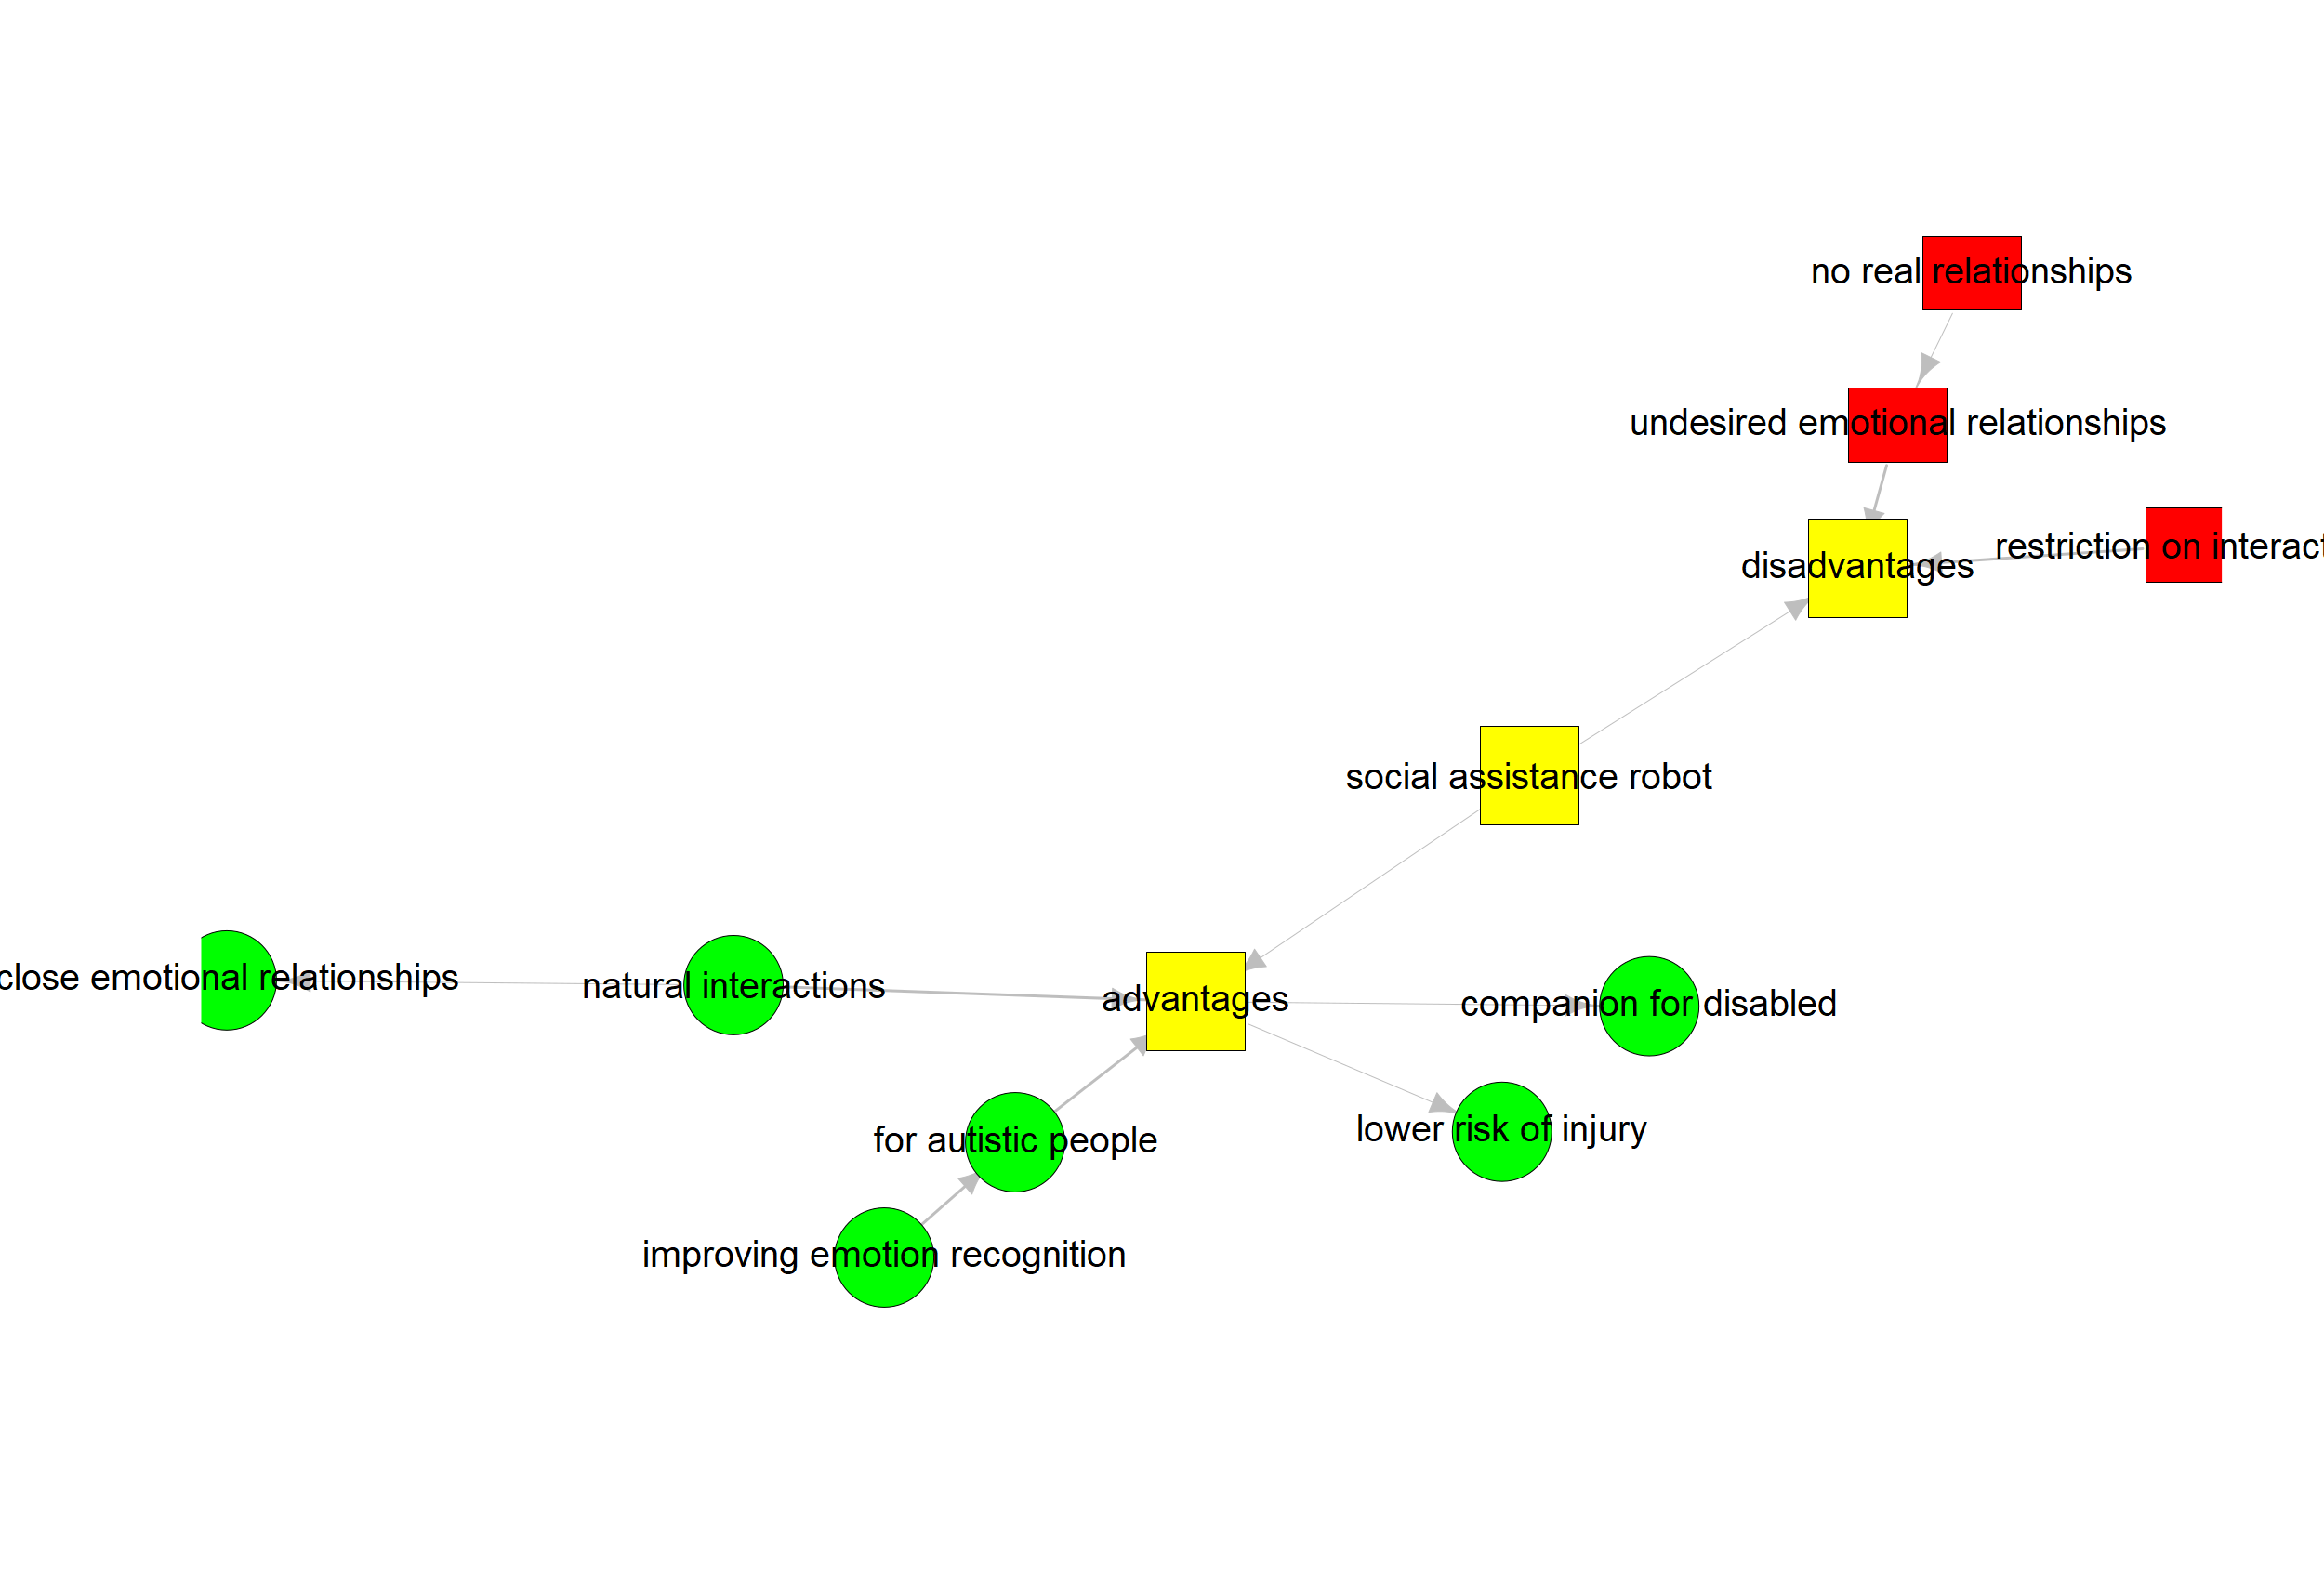 no real relationships
undesired emotional relationships
restriction on interact
disadvantages
social assistance robot
close emotional relationships
natural interactions
advantages
companion for disabled
lower risk of injury
for autistic people
improving emotion recognition